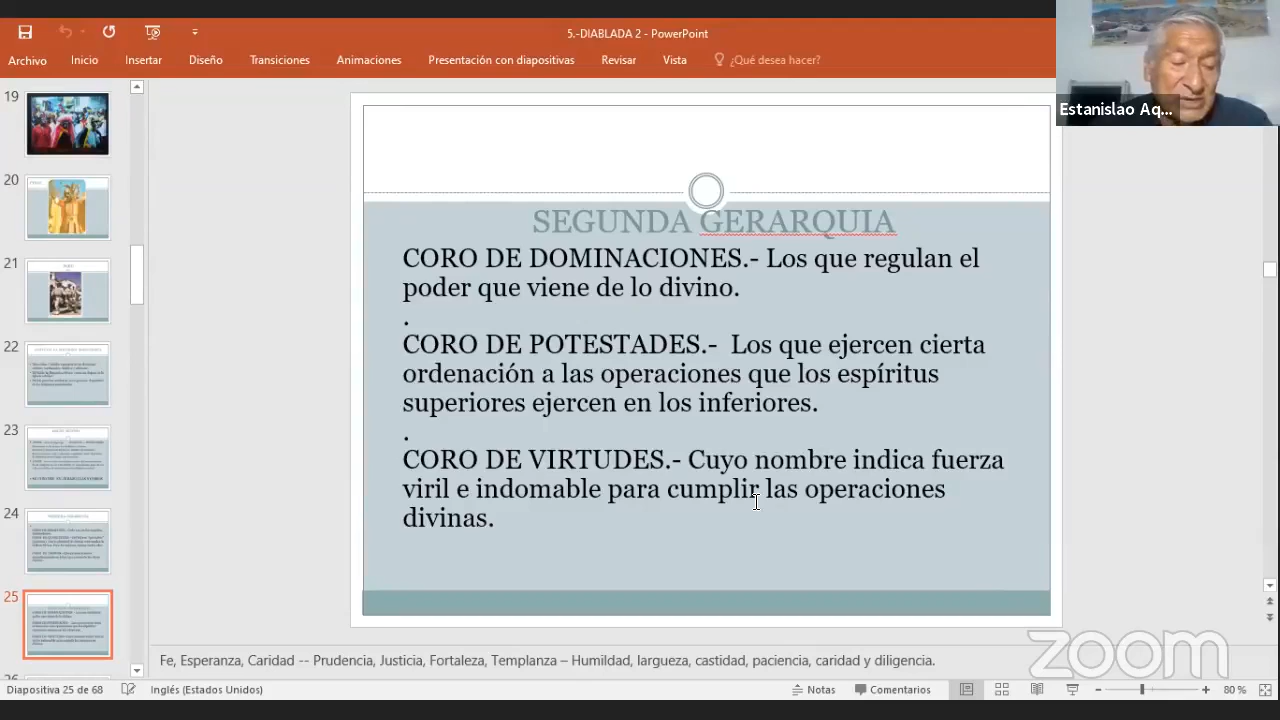 5.-DIABLADA 2 - PowerPoint
Archivo Inicio Insertar Diseño Transiciones Animaciones Presentación con diapositivas Revisar Vista ¿Qué desea hacer?
Estanislao Aq...
19
20
21
22
23
24
25
SEGUNDA GERARQUIA
CORO DE DOMINACIONES.- Los que regulan el
poder que viene de lo divino.
.
CORO DE POTESTADES.- Los que ejercen cierta
ordenación a las operaciones que los espíritus
superiores ejercen en los inferiores.
.
CORO DE VIRTUDES.- Cuyo nombre indica fuerza
viril e indomable para cumplir las operaciones
divinas.
Fe, Esperanza, Caridad -- Prudencia, Justicia, Fortaleza, Templanza – Humildad, largueza, castidad, paciencia, caridad y diligencia.
zoom
Diapositiva 25 de 68 Inglés (Estados Unidos) Notas Comentarios 80 %